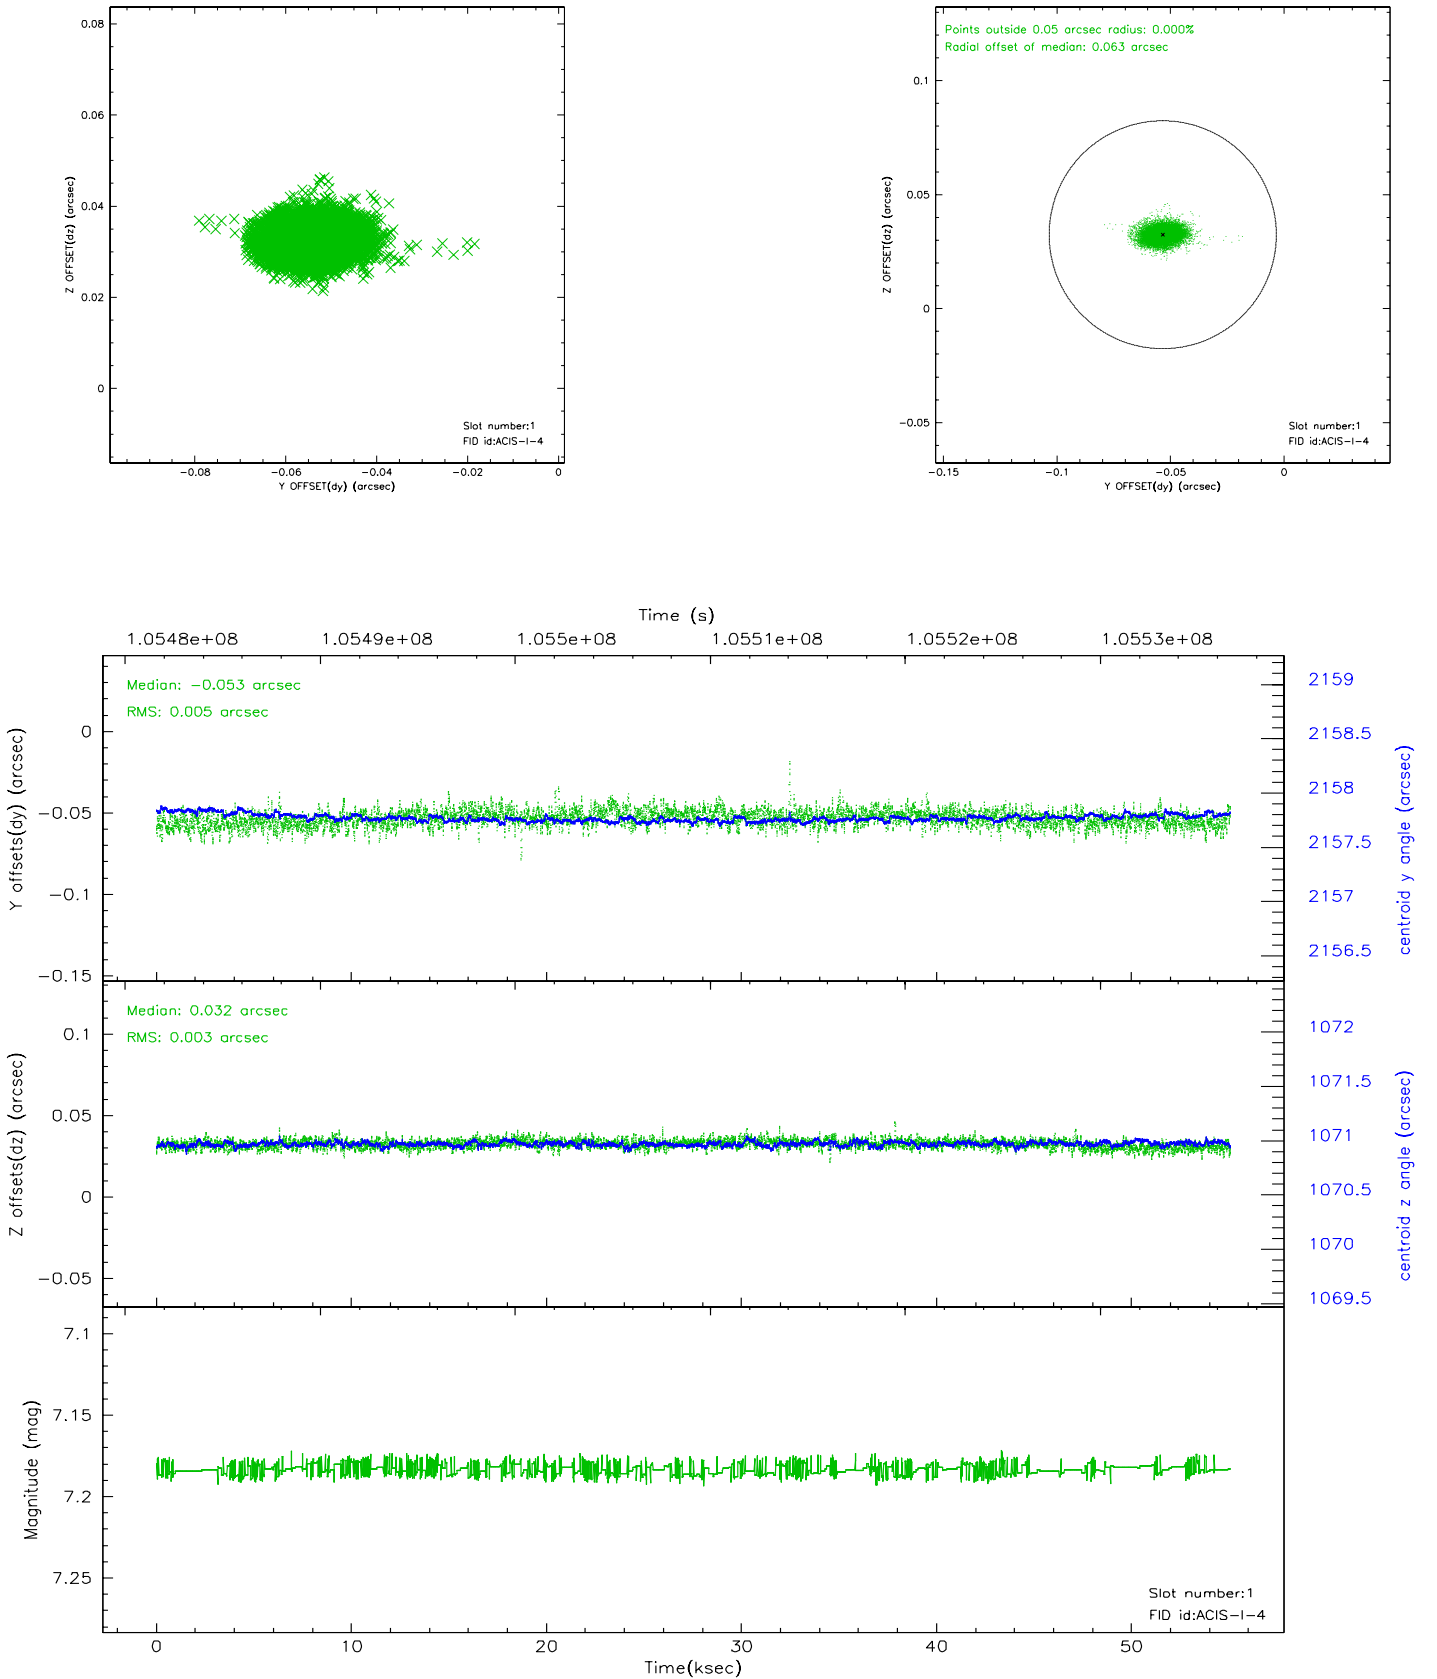 0.08
0.06
0.04
0.02
0
Z OFFSET(dz) (arcsec)
Slot number:1
FID id:ACIS-I-4
-0.08
-0.06
-0.04
-0.02
0
Y OFFSET(dy) (arcsec)
Points outside 0.05 arcsec radius: 0.000%
Radial offset of median: 0.063 arcsec
0.1
0.05
0
-0.05
Z OFFSET(dz) (arcsec)
Slot number:1
FID id:ACIS-I-4
-0.15
-0.1
-0.05
0
Y OFFSET(dy) (arcsec)
Time (s)
1.0548e+08
1.0549e+08
1.055e+08
1.0551e+08
1.0552e+08
1.0553e+08
Median: -0.053 arcsec
RMS: 0.005 arcsec
0
-0.05
-0.1
-0.15
Y offsets(dy) (arcsec)
2159
2158.5
2158
2157.5
2157
2156.5
centroid y angle (arcsec)
Median: 0.032 arcsec
RMS: 0.003 arcsec
0.1
0.05
0
-0.05
Z offsets(dz) (arcsec)
1072
1071.5
1071
1070.5
1070
1069.5
centroid z angle (arcsec)
7.1
7.15
7.2
7.25
Magnitude (mag)
Slot number:1
FID id:ACIS-I-4
0
10
20
30
40
50
Time(ksec)